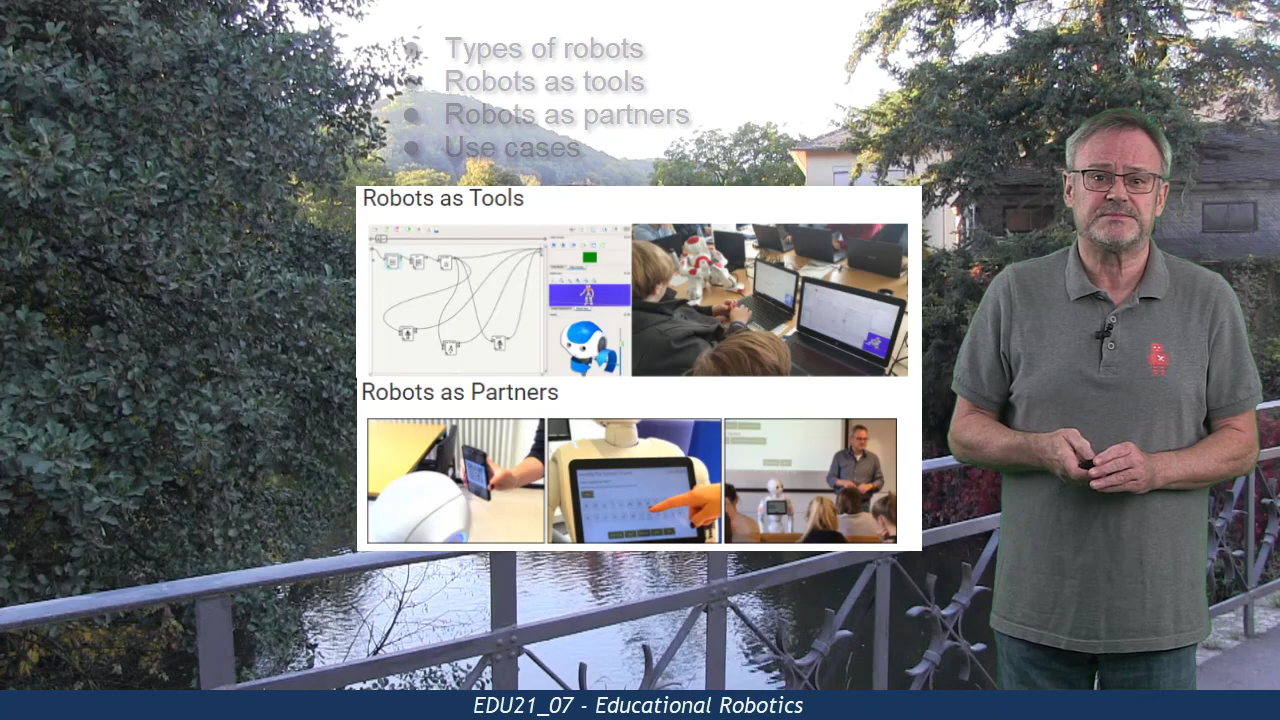 Types of robots
Robots as tools
Robots as partners
Use cases
Robots as Tools
Robots as Partners
EDU21_07 - Educational Robotics